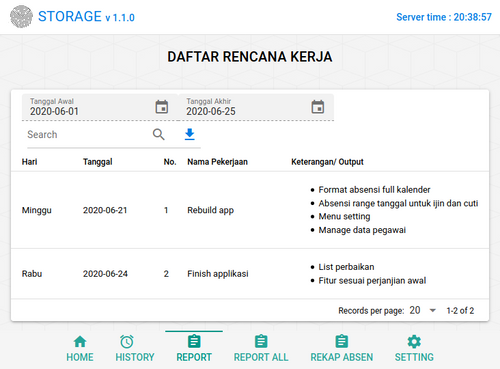 STORAGE v 1.1.0
Server time : 20:38:57
DAFTAR RENCANA KERJA
Tanggal Awal
2020-06-01
Tanggal Akhir
2020-06-25
Search
Hari Tanggal No. Nama Pekerjaan Keterangan/ Output
Minggu 2020-06-21 1 Rebuild app
Format absensi full kalender
Absensi range tanggal untuk ijin dan cuti
Menu setting
Manage data pegawai
Rabu 2020-06-24 2 Finish applikasi
List perbaikan
Fitur sesuai perjanjian awal
Records per page: 20 1-2 of 2
HOME HISTORY REPORT REPORT ALL REKAP ABSEN SETTING